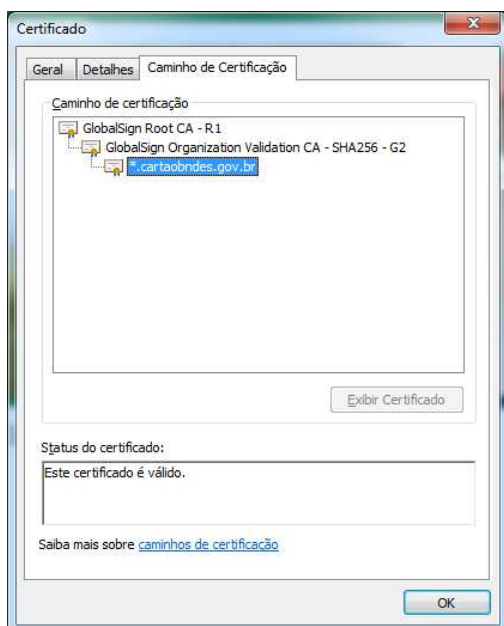 Certificado
Geral Detalhes Caminho de Certificação
Caminho de certificação
GlobalSign Root CA - R1
GlobalSign Organization Validation CA - SHA256 - G2
*.cartaobndes.gov.br
Exibir Certificado
Status do certificado:
Este certificado é válido.
Saiba mais sobre caminhos de certificação
OK